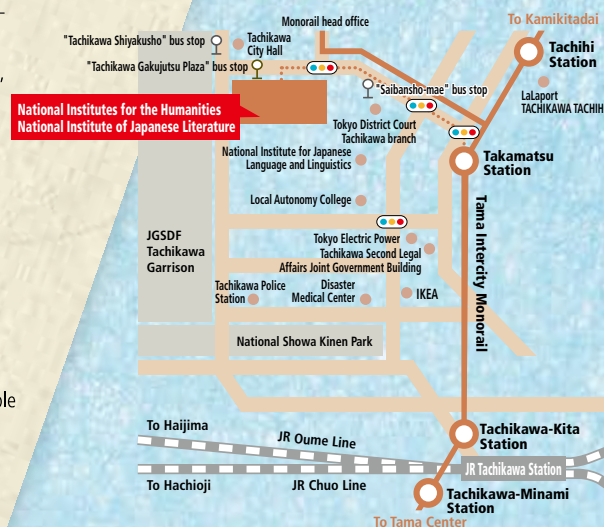 Monorail head office
To Kamikitadai
"Tachikawa Shiyakusho" bus stop
Tachikawa
City Hall
Tachihi
Station
"Tachikawa Gakujutsu Plaza" bus stop
"Saibansho-mae" bus stop
LaLaport
TACHIKAWA TACHIH
National Institutes for the Humanities
National Institute of Japanese Literature
Tokyo District Court
Tachikawa branch
National Institute for Japanese
Language and Linguistics
Takamatsu
Station
Local Autonomy College
Tama Intercity Monorail
JGSDF
Tachikawa
Garrison
Tokyo Electric Power
Tachikawa Second Legal
Affairs Joint Government Building
Tachikawa Police
Station
Disaster
Medical Center
IKEA
National Showa Kinen Park
To Haijima
JR Oume Line
Tachikawa-Kita
Station
JR Tachikawa Station
To Hachioji
JR Chuo Line
Tachikawa-Minami
Station
To Tama Center